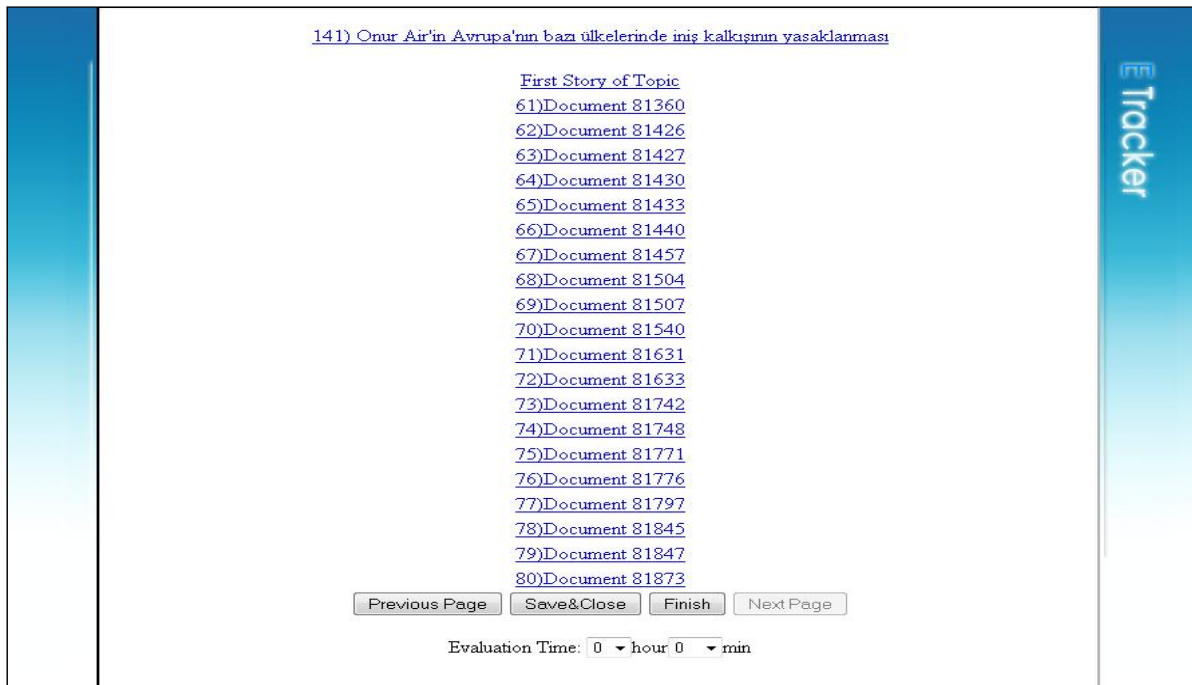 141) Onur Air'in Avrupa'nın bazı ülkelerinde iniş kalkışının yasaklanması
First Story of Topic
61)Document 81360
62)Document 81426
63)Document 81427
64)Document 81430
65)Document 81433
66)Document 81440
67)Document 81457
68)Document 81504
69)Document 81507
70)Document 81540
71)Document 81631
72)Document 81633
73)Document 81742
74)Document 81748
75)Document 81771
76)Document 81776
77)Document 81797
78)Document 81845
79)Document 81847
80)Document 81873
Previous Page Save&Close Finish Next Page
Evaluation Time: 0 hour 0 min
E Tracker